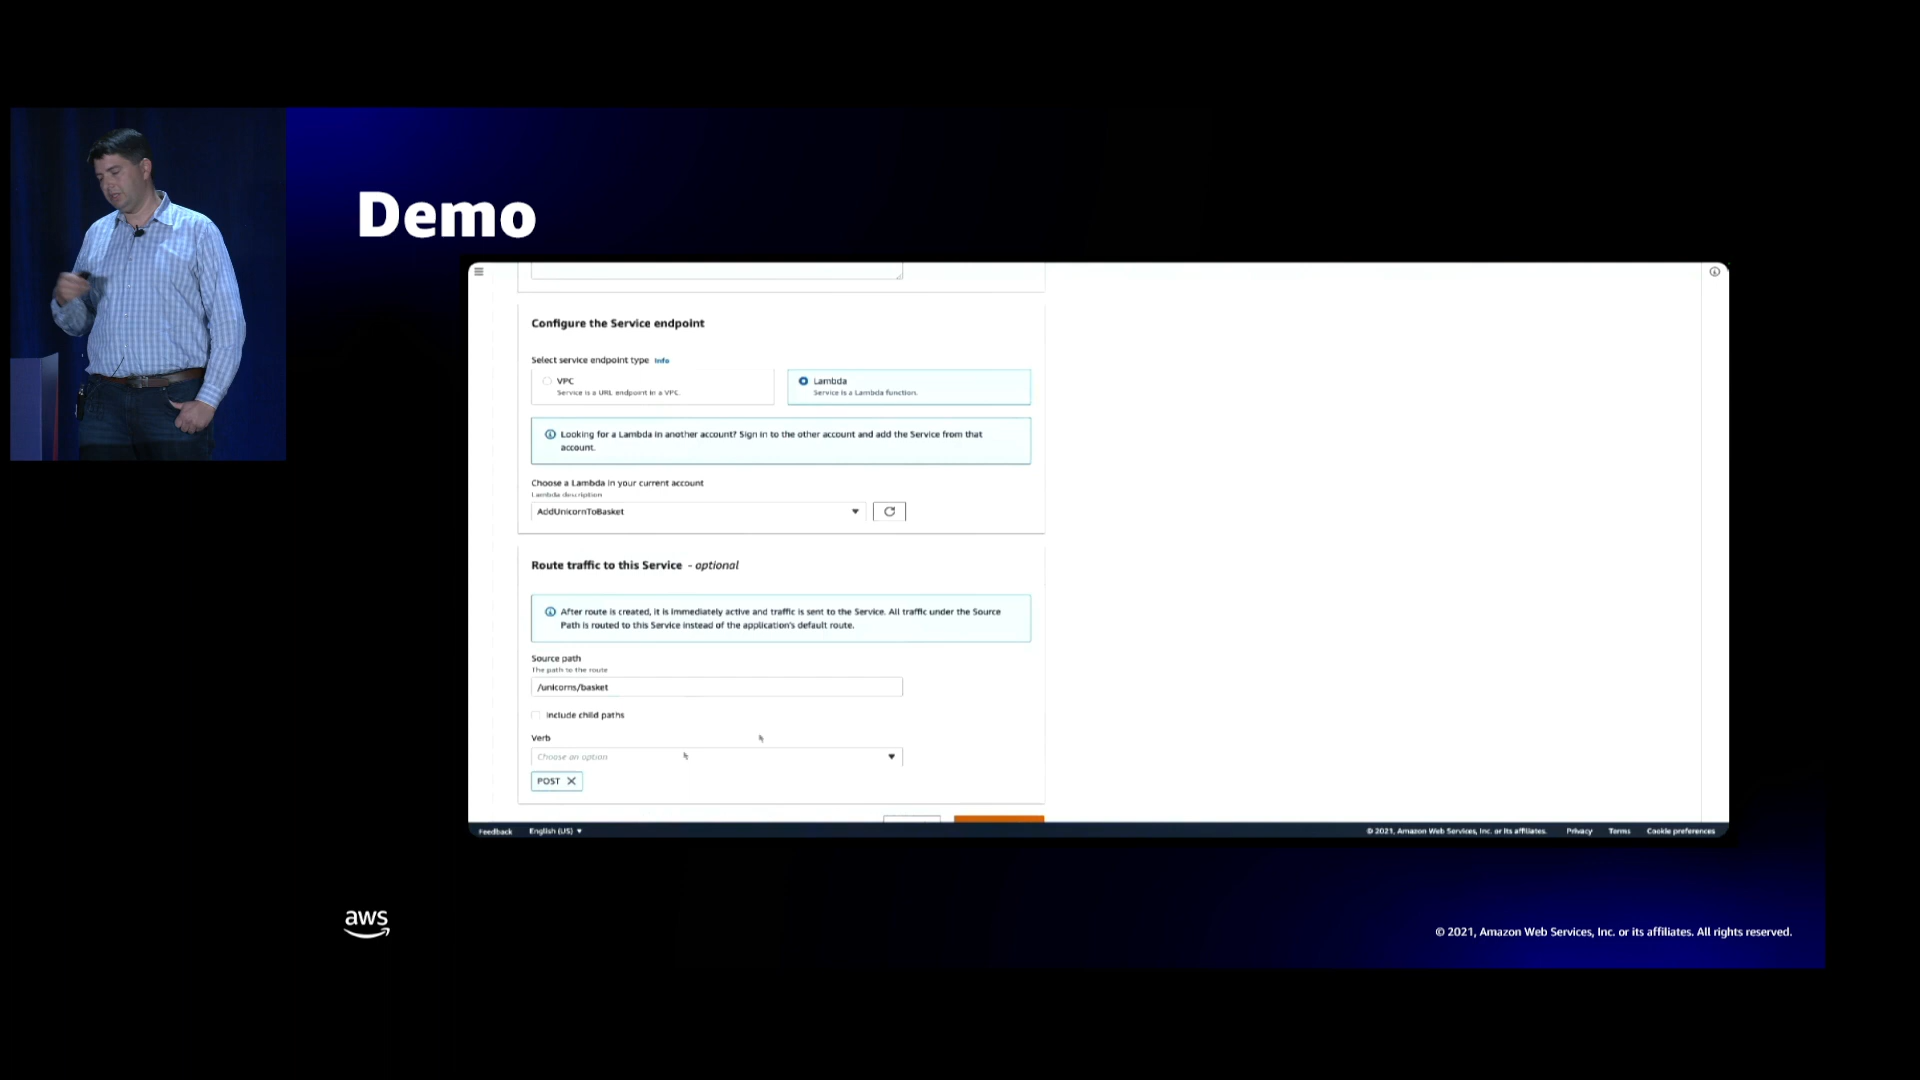 Demo
Configure the Service endpoint
Select service endpoint type Info
VPC
Service is a URL endpoint in a VPC.
Lambda
Service is a Lambda function.
Looking for a Lambda in another account? Sign in to the other account and add the Service from that
account.
Choose a Lambda in your current account
Lambda description
AddUnicornToBasket
Route traffic to this Service - optional
After route is created, it is immediately active and traffic is sent to the Service. All traffic under the Source
Path is routed to this Service instead of the application's default route.
Source path
The path to the route
/unicorns/basket
Include child paths
Verb
Choose an option
POST
Feedback English (US) © 2021, Amazon Web Services, Inc. or its affiliates. Privacy Terms Cookie preferences
aws
© 2021, Amazon Web Services, Inc. or its affiliates. All rights reserved.